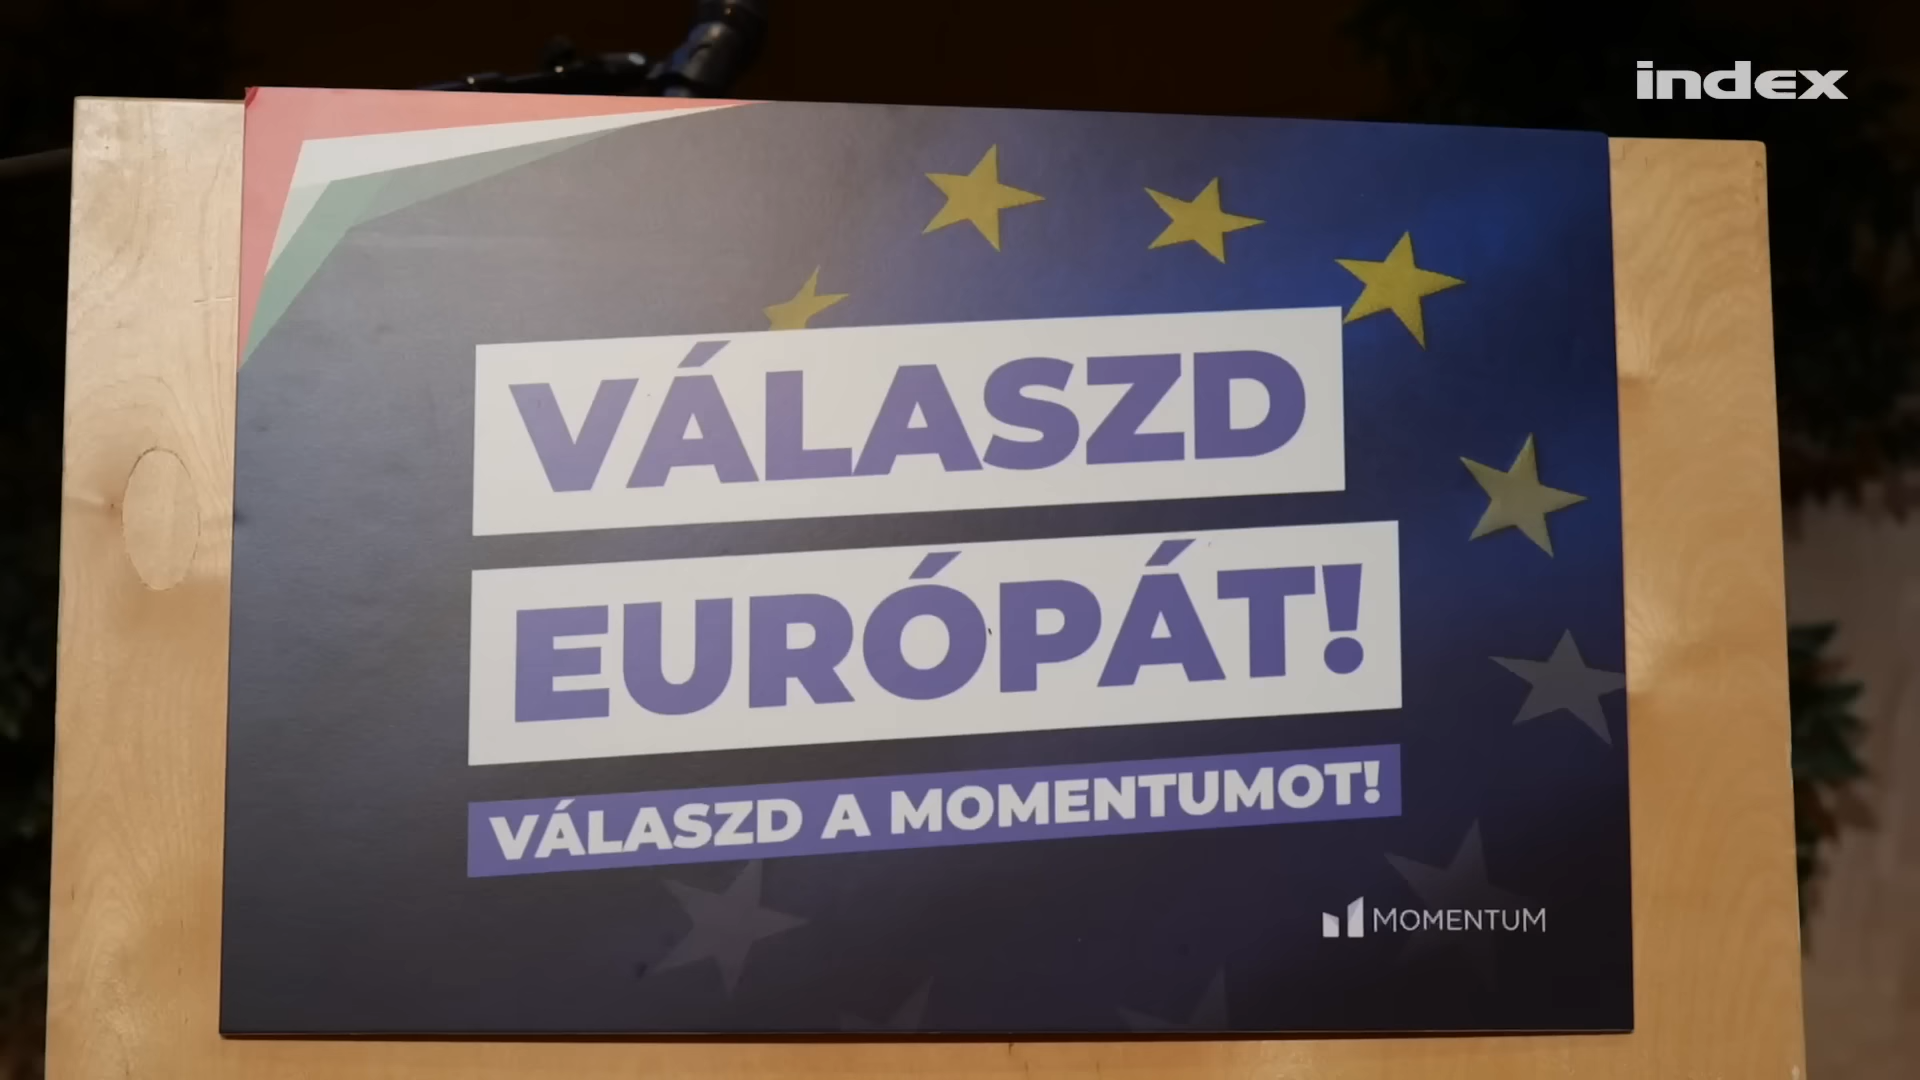 index
VÁLASZD
EURÓPÁT!
VÁLASZD A MOMENTUMOT!
MOMENTUM